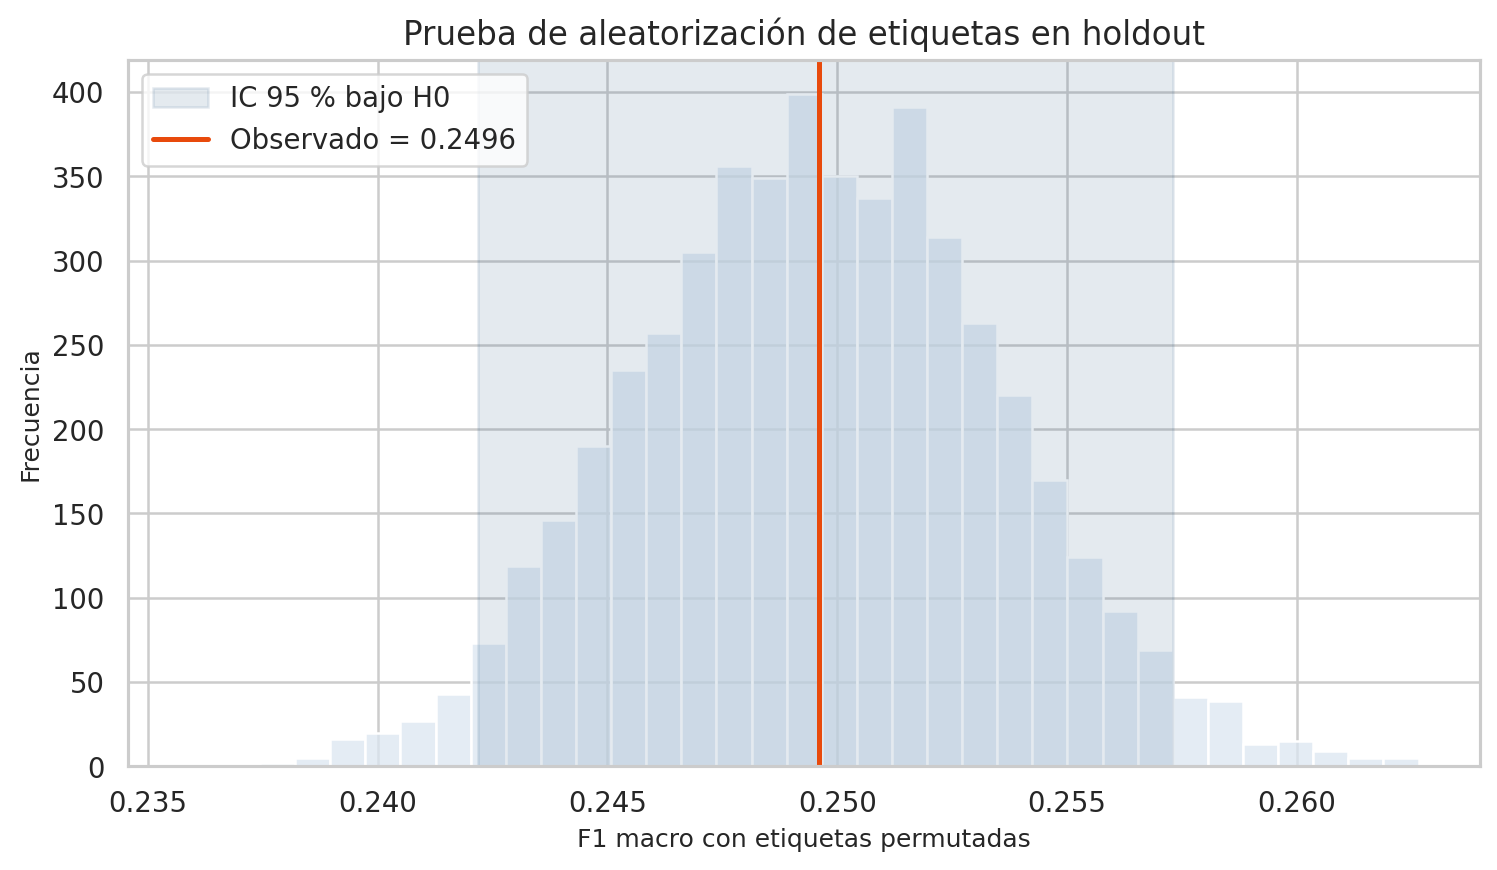 Prueba de aleatorización de etiquetas en holdout
IC 95 % bajo H0
Observado = 0.2496
Frecuencia
400
350
300
250
200
150
100
50
0
0.235 0.240 0.245 0.250 0.255 0.260
F1 macro con etiquetas permutadas